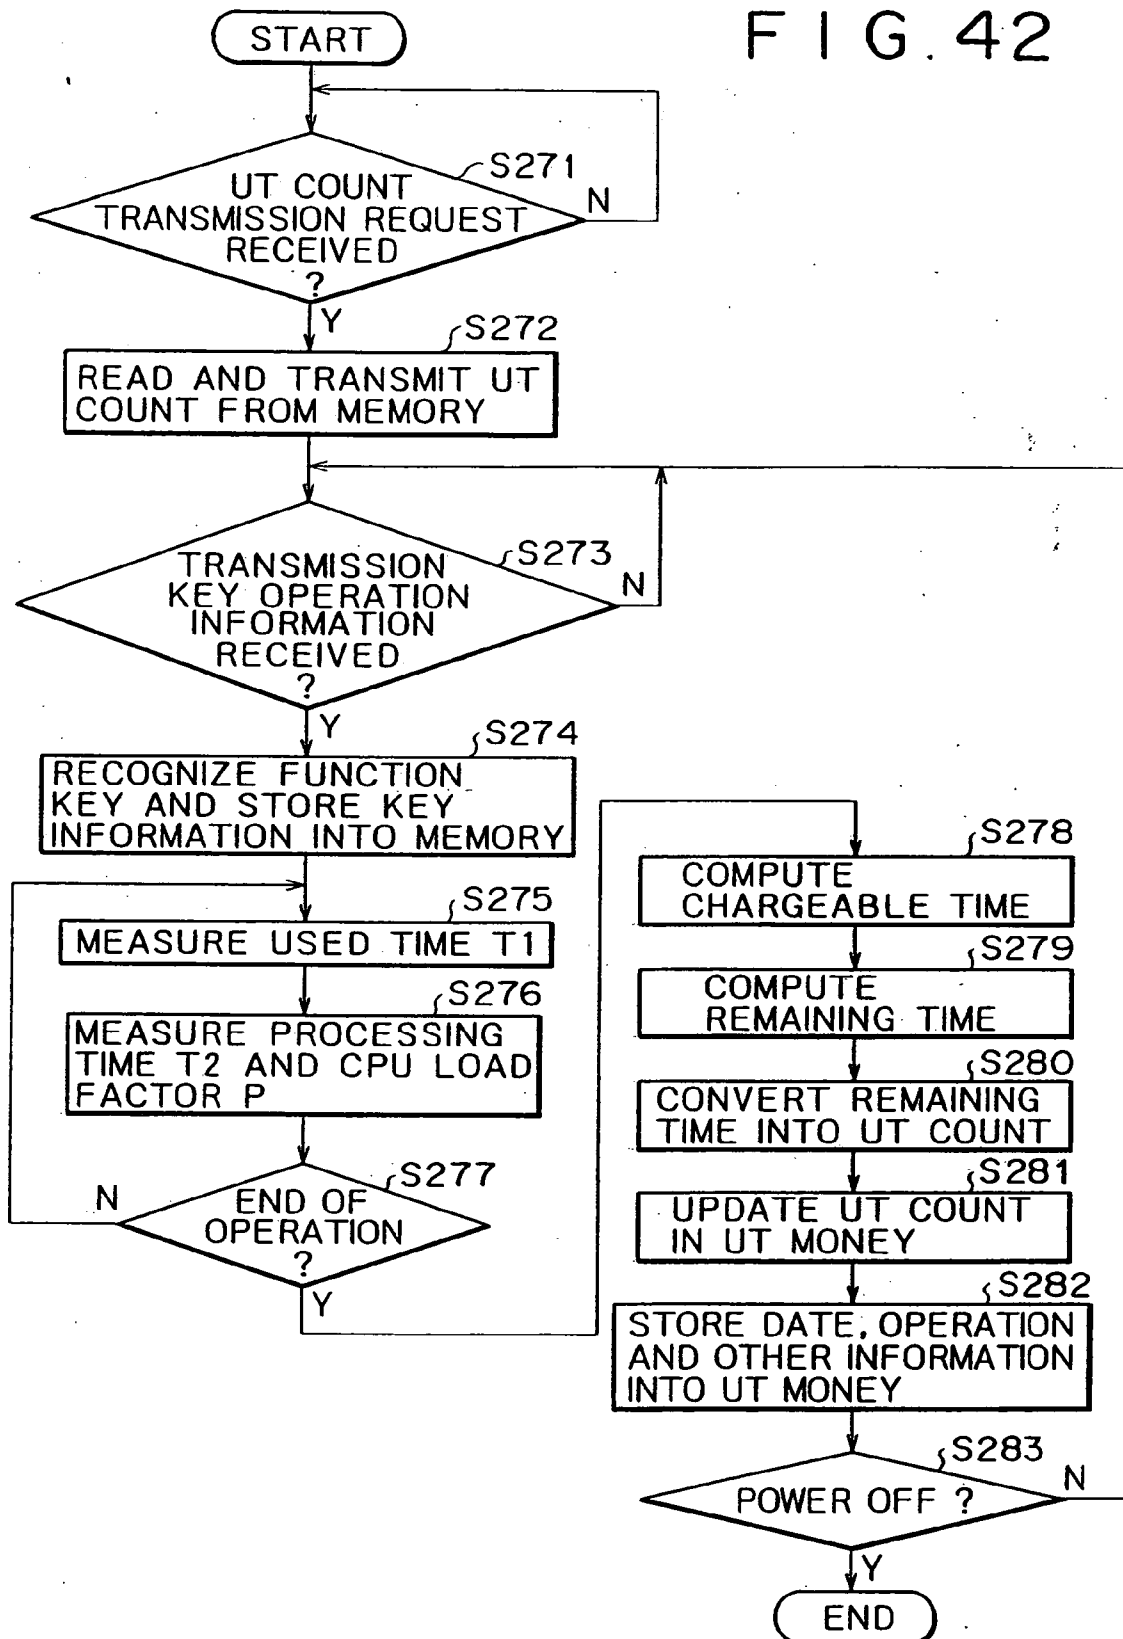 FIG. 42
START
S271
UT COUNT
TRANSMISSION REQUEST
RECEIVED
?
N
Y
S272
READ AND TRANSMIT UT
COUNT FROM MEMORY
S273
TRANSMISSION
KEY OPERATION
INFORMATION
RECEIVED
?
N
Y
S274
RECOGNIZE FUNCTION
KEY AND STORE KEY
INFORMATION INTO MEMORY
S275
MEASURE USED TIME T1
S276
MEASURE PROCESSING
TIME T2 AND CPU LOAD
FACTOR P
S277
END OF
OPERATION
?
N
Y
S278
COMPUTE
CHARGEABLE TIME
S279
COMPUTE
REMAINING TIME
S280
CONVERT REMAINING
TIME INTO UT COUNT
S281
UPDATE UT COUNT
IN UT MONEY
S282
STORE DATE, OPERATION
AND OTHER INFORMATION
INTO UT MONEY
S283
POWER OFF ?
N
Y
END